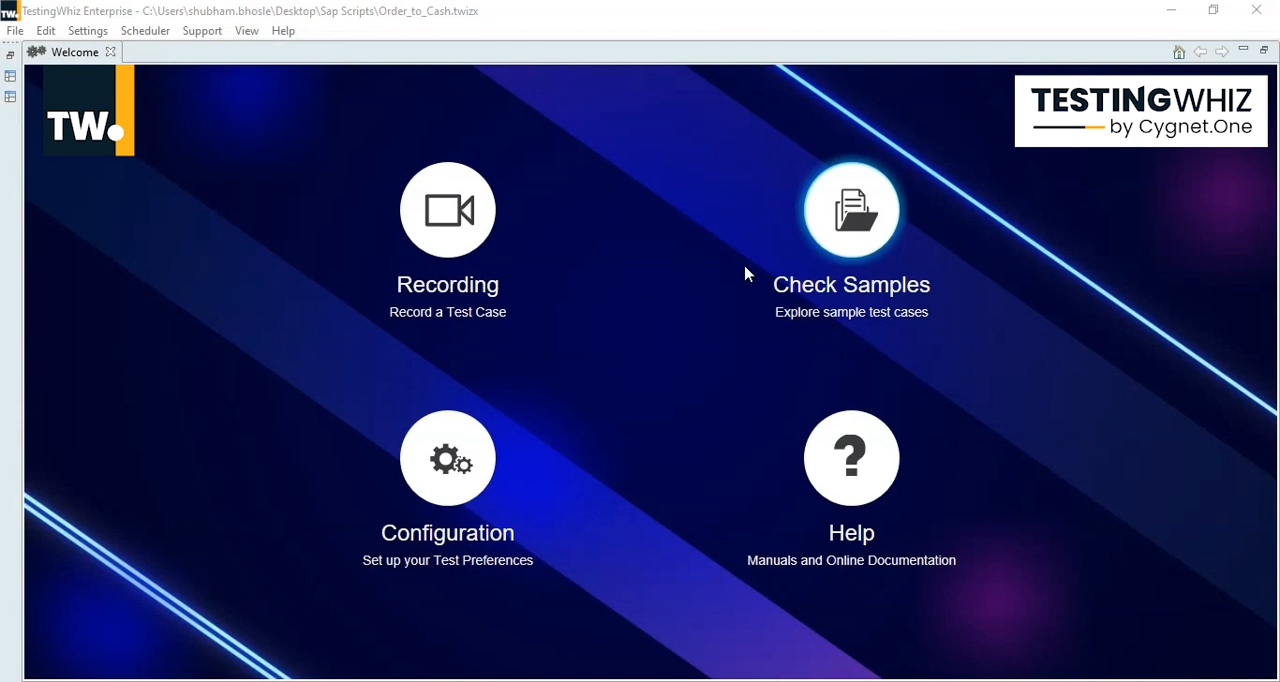 TW.
TestingWhiz Enterprise - C:\Users\shubham.bhosle\Desktop\Sap Scripts\Order_to_Cash.twizx
File Edit Settings Scheduler Support View Help
Welcome
TW.
TESTINGWHIZ
by Cygnet.One
Recording
Record a Test Case
Check Samples
Explore sample test cases
Configuration
Set up your Test Preferences
Help
Manuals and Online Documentation